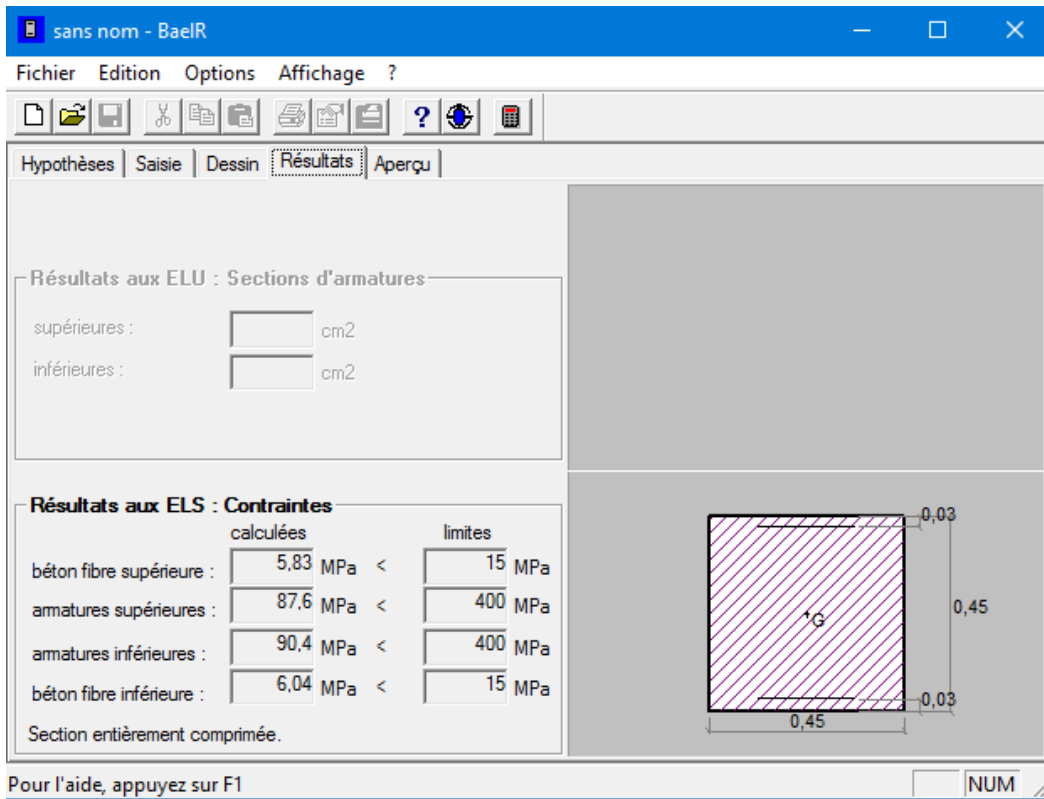 sans nom - BaelR
Fichier Edition Options Affichage ?
Hypothèses Saisie Dessin Résultats Aperçu
Résultats aux ELU : Sections d'armatures
supérieures : cm2
inférieures : cm2
Résultats aux ELS : Contraintes
calculées limites
béton fibre supérieure : 5,83 MPa < 15 MPa
armatures supérieures : 87,6 MPa < 400 MPa
armatures inférieures : 90,4 MPa < 400 MPa
béton fibre inférieure : 6,04 MPa < 15 MPa
Section entièrement comprimée.
0,03
G
0,45
0,03
0,45
Pour l'aide, appuyez sur F1 NUM